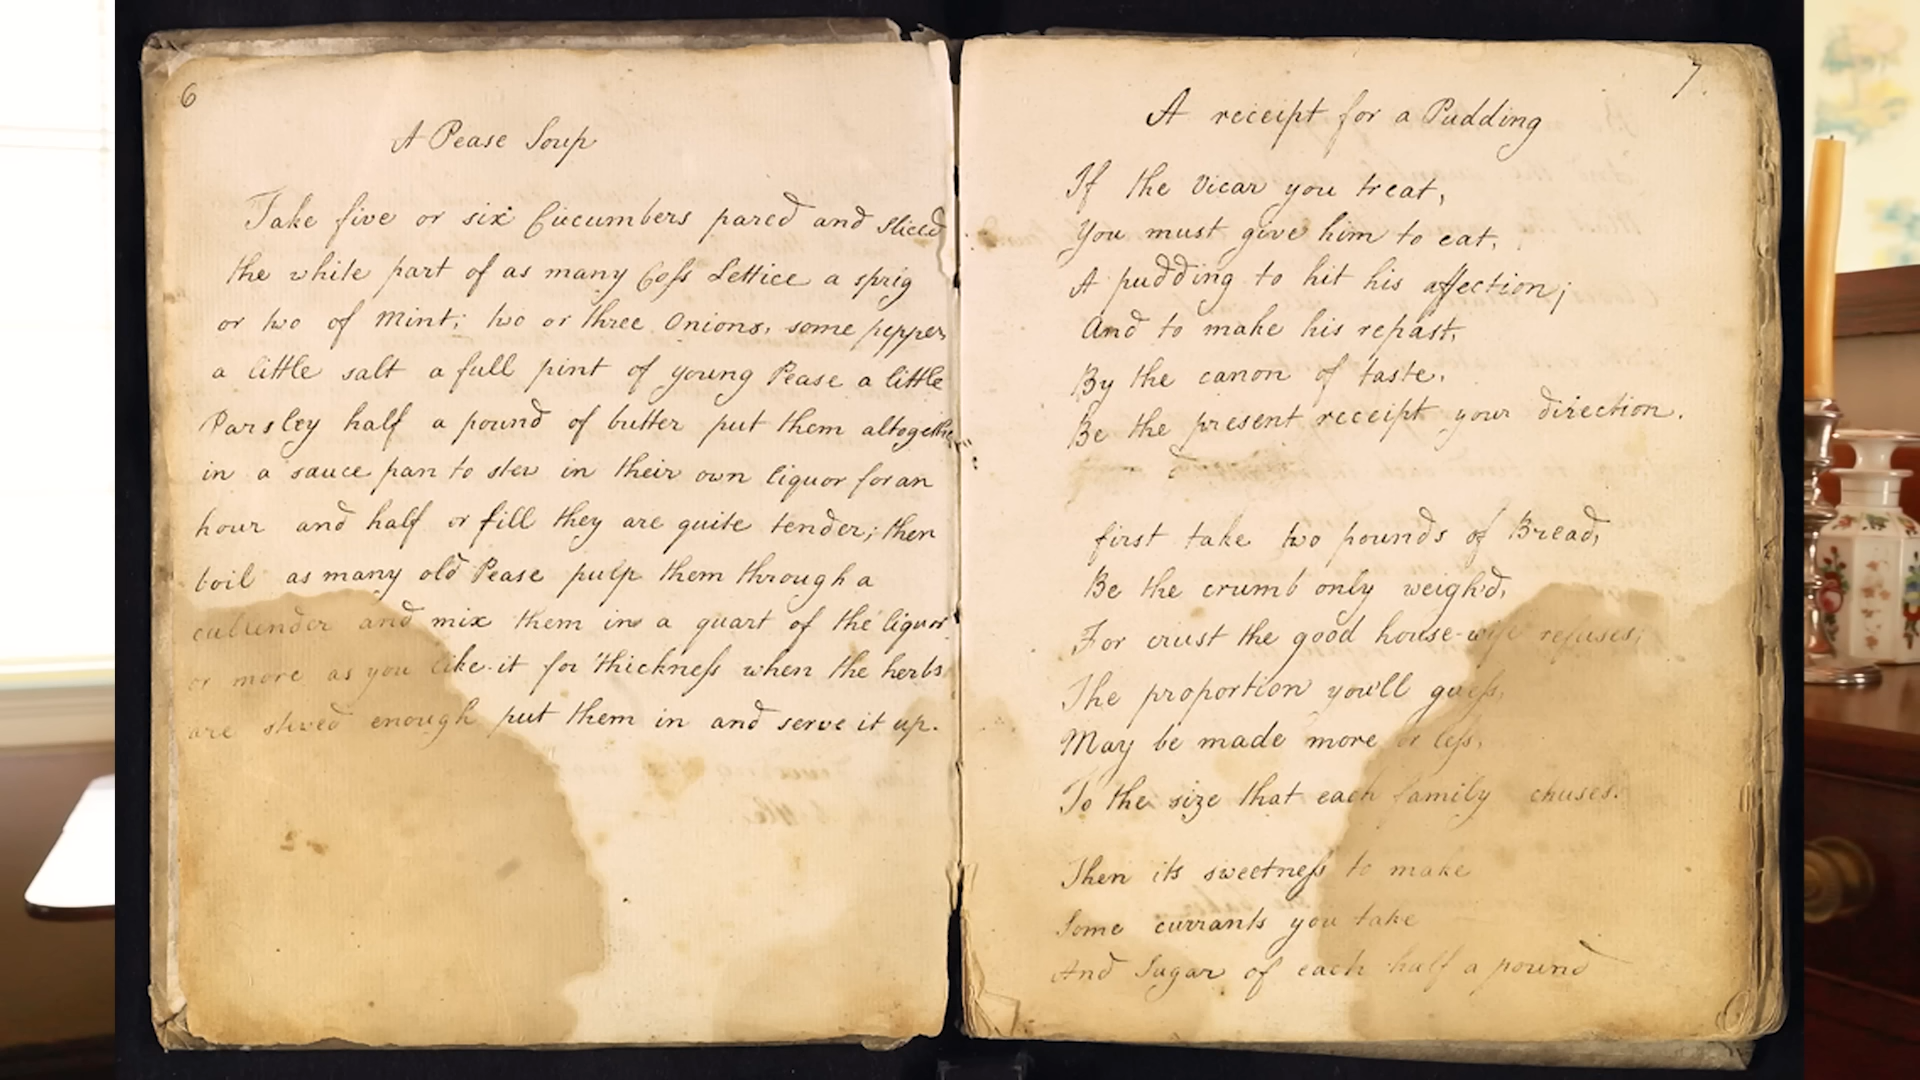 6
A Pease Soup
Take five or six Cucumbers pared and sliced
the white part of as many Coſs Lettice a sprig
or two of Mint; two or three Onions, some pepper,
a little salt a full pint of young Pease a little
Parsley half a pound of butter put them altogether
in a sauce pan to stew in their own liquor for an
hour and half or till they are quite tender; then
boil as many old Pease pulp them through a
cullender and mix them in a quart of the liquor
or more as you like it for thickneſs when the herbs
are stwed enough put them in and serve it up.
7.
A receipt for a Pudding
If the Vicar you treat,
You must give him to eat,
A pudding to hit his affection;
And to make his repast,
By the canon of taste,
Be the present receipt your direction.
first take two pounds of Bread,
Be the crumb only weigh'd,
For crust the good house-wife refuses;
The proportion you'll gueſs,
May be made more or leſs,
To the size that each family chuses.
Then its sweetneſs to make
Some currants you take
And Sugar of each half a pound